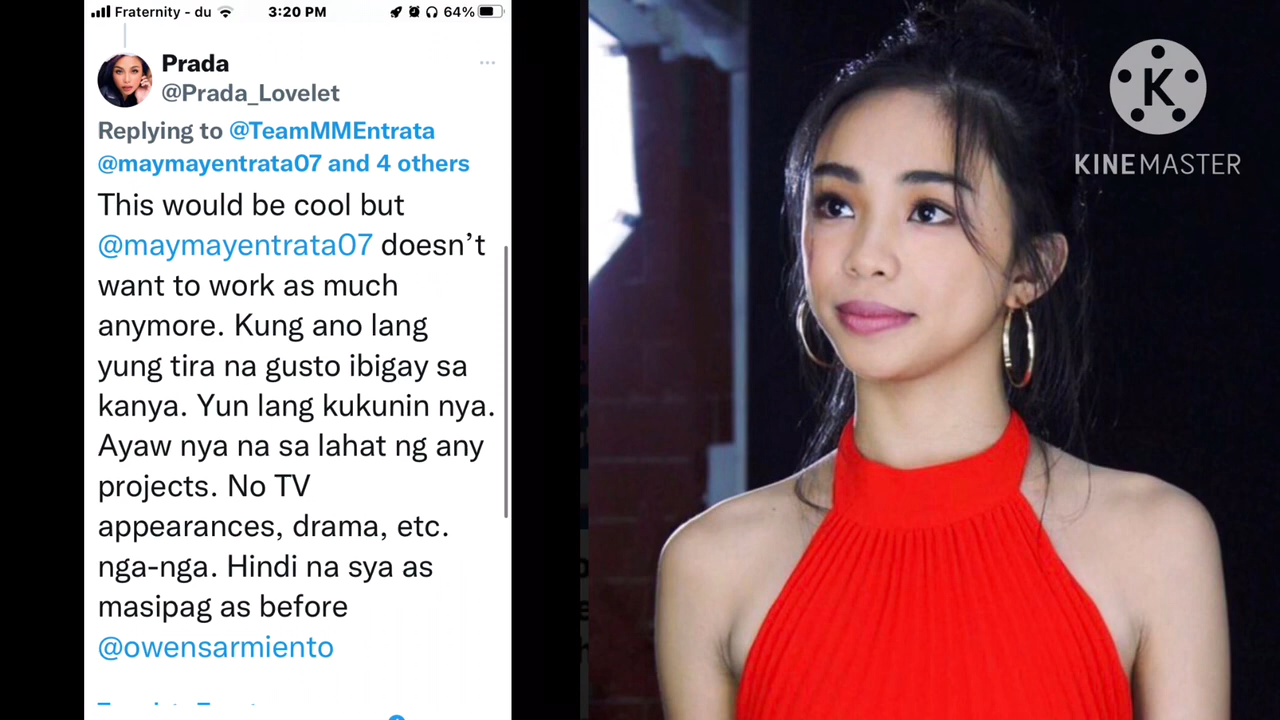 Fraternity - du 3:20 PM 64%
Prada
@Prada_Lovelet
Replying to @TeamMMEntrata
@maymayentrata07 and 4 others
This would be cool but
@maymayentrata07 doesn’t
want to work as much
anymore. Kung ano lang
yung tira na gusto ibigay sa
kanya. Yun lang kukunin nya.
Ayaw nya na sa lahat ng any
projects. No TV
appearances, drama, etc.
nga-nga. Hindi na sya as
masipag as before
@owensarmiento
K
KINEMASTER